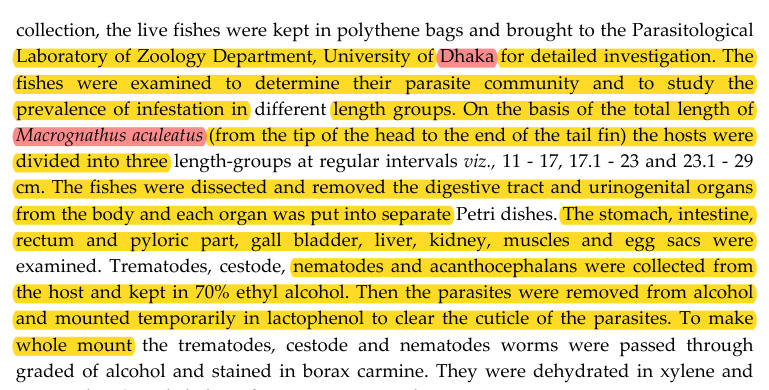 collection, the live fishes were kept in polythene bags and brought to the Parasitological
Laboratory of Zoology Department, University of Dhaka for detailed investigation. The
fishes were examined to determine their parasite community and to study the
prevalence of infestation in different length groups. On the basis of the total length of
Macrognathus aculeatus (from the tip of the head to the end of the tail fin) the hosts were
divided into three length-groups at regular intervals viz., 11 - 17, 17.1 - 23 and 23.1 - 29
cm. The fishes were dissected and removed the digestive tract and urinogenital organs
from the body and each organ was put into separate Petri dishes. The stomach, intestine,
rectum and pyloric part, gall bladder, liver, kidney, muscles and egg sacs were
examined. Trematodes, cestode, nematodes and acanthocephalans were collected from
the host and kept in 70% ethyl alcohol. Then the parasites were removed from alcohol
and mounted temporarily in lactophenol to clear the cuticle of the parasites. To make
whole mount the trematodes, cestode and nematodes worms were passed through
graded of alcohol and stained in borax carmine. They were dehydrated in xylene and